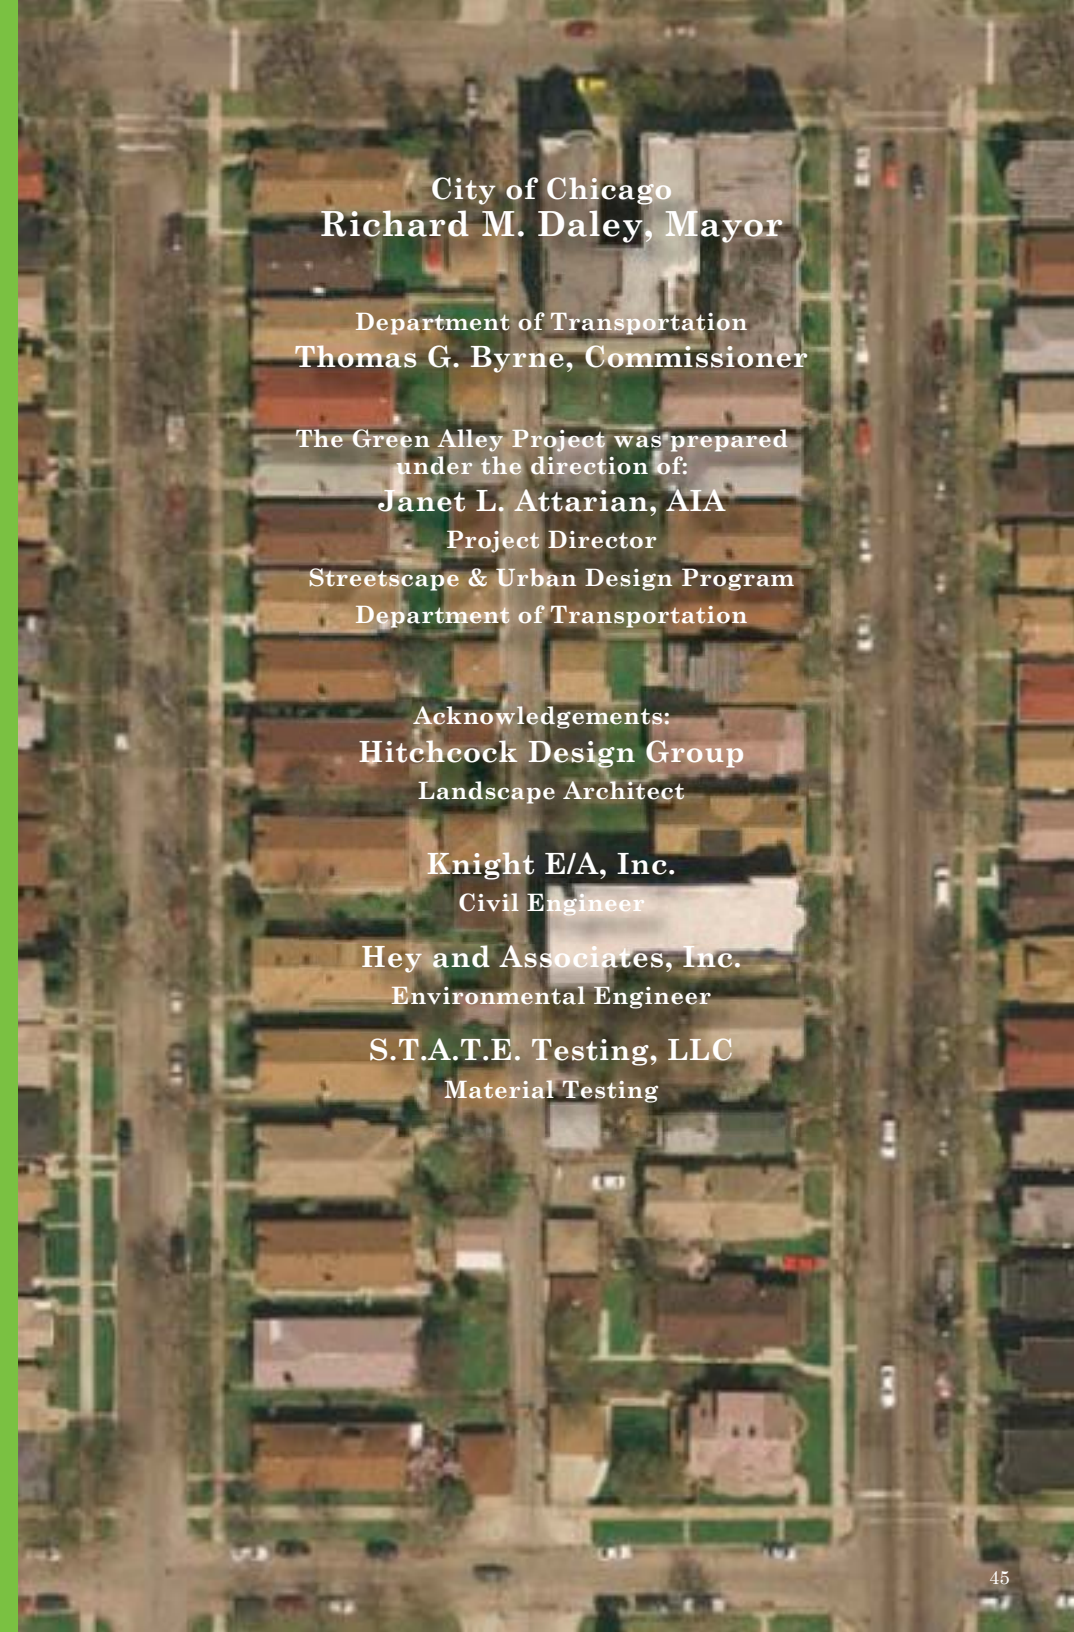 City of Chicago
Richard M. Daley, Mayor
Department of Transportation
Thomas G. Byrne, Commissioner
The Green Alley Project was prepared
under the direction of:
Janet L. Attarian, AIA
Project Director
Streetscape & Urban Design Program
Department of Transportation
Acknowledgements:
Hitchcock Design Group
Landscape Architect
Knight E/A, Inc.
Civil Engineer
Hey and Associates, Inc.
Environmental Engineer
S.T.A.T.E. Testing, LLC
Material Testing
45